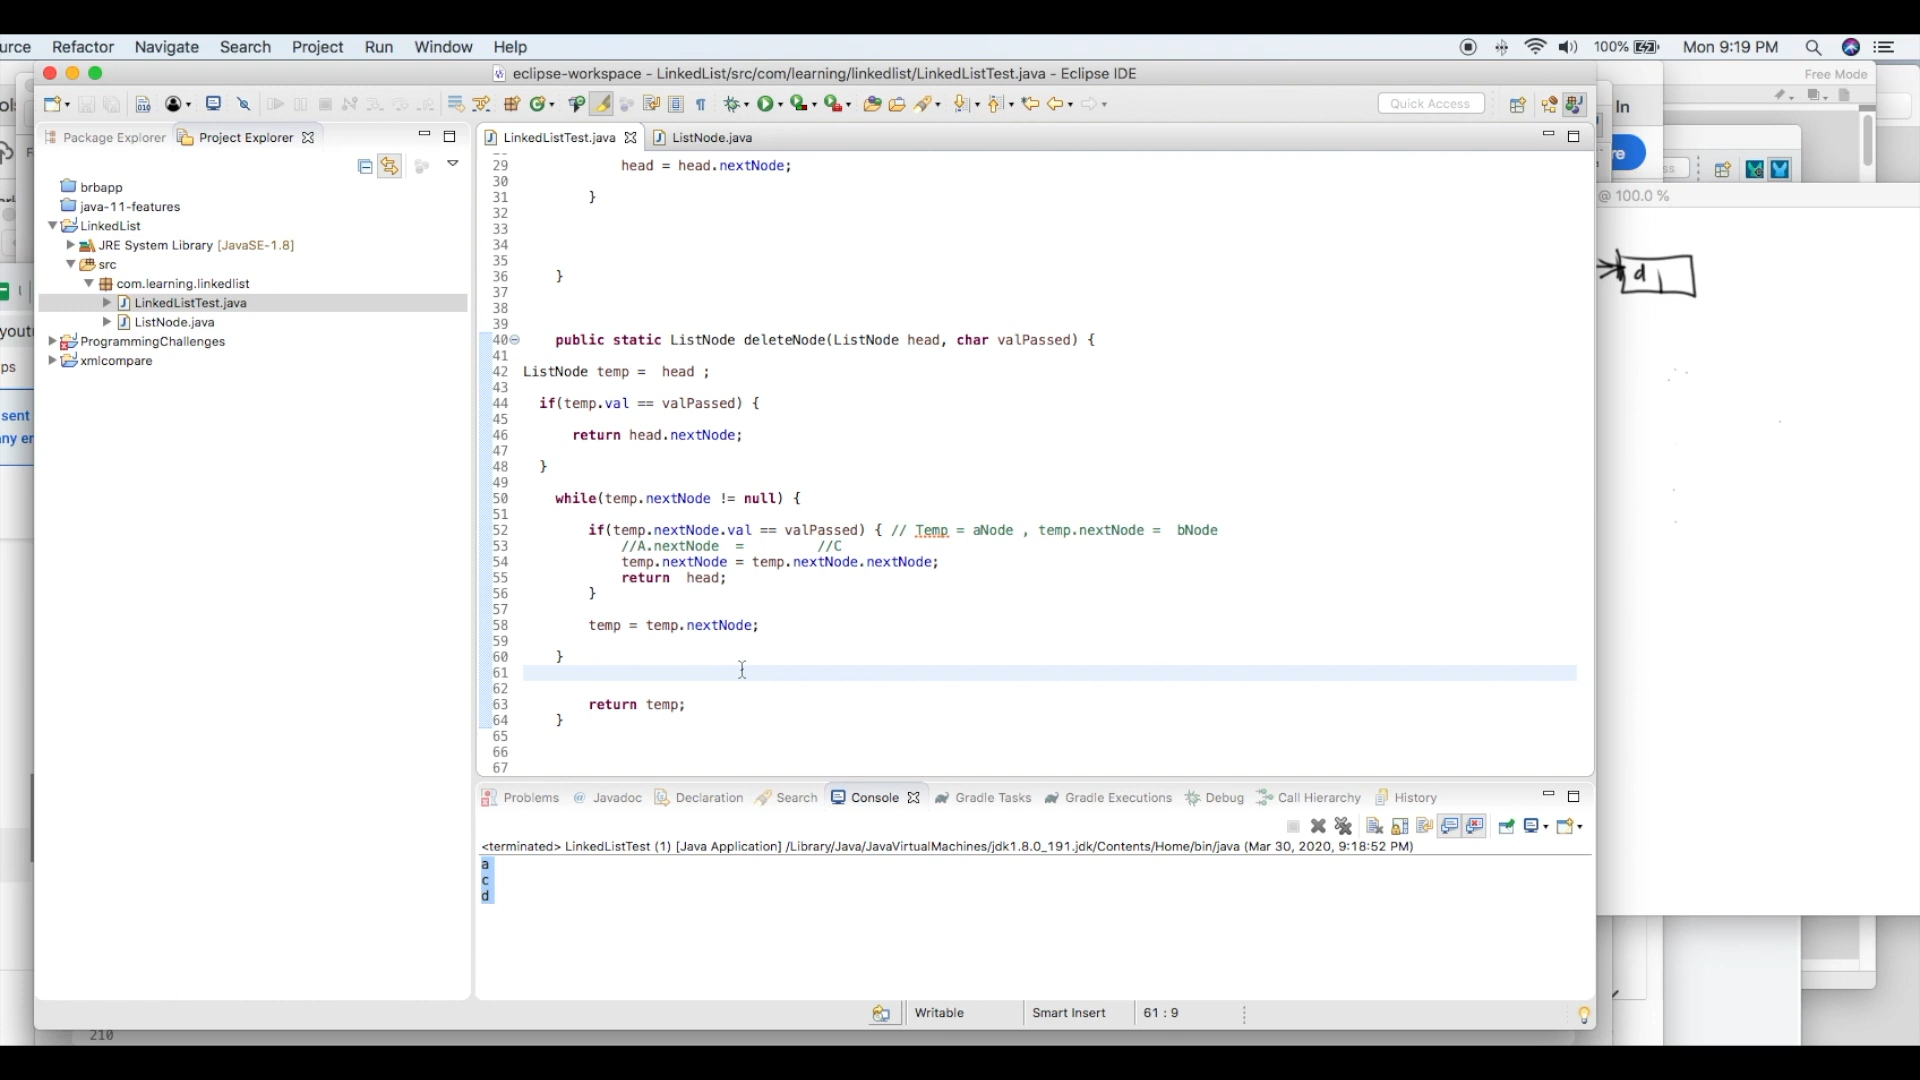 urce Refactor Navigate Search Project Run Window Help 100% Mon 9:19 PM
eclipse-workspace - LinkedList/src/com/learning/linkedlist/LinkedListTest.java - Eclipse IDE
Free Mode
Quick Access
In
Package Explorer Project Explorer
LinkedListTest.java ListNode.java
re
ss
@ 100.0 %
brbapp
java-11-features
LinkedList
JRE System Library [JavaSE-1.8]
src
com.learning.linkedlist
LinkedListTest.java
ListNode.java
ProgrammingChallenges
xmlcompare
yout
ps
sent
ny er
29 head = head.nextNode;
30
31 }
32
33
34
35
36 }
37
38
39
40 public static ListNode deleteNode(ListNode head, char valPassed) {
41
42 ListNode temp = head ;
43
44 if(temp.val == valPassed) {
45
46 return head.nextNode;
47
48 }
49
50 while(temp.nextNode != null) {
51
52 if(temp.nextNode.val == valPassed) { // Temp = aNode , temp.nextNode = bNode
53 //A.nextNode = //C
54 temp.nextNode = temp.nextNode.nextNode;
55 return head;
56 }
57
58 temp = temp.nextNode;
59
60 }
61
62
63 return temp;
64 }
65
66
67
d
Problems @ Javadoc Declaration Search Console Gradle Tasks Gradle Executions Debug Call Hierarchy History
<terminated> LinkedListTest (1) [Java Application] /Library/Java/JavaVirtualMachines/jdk1.8.0_191.jdk/Contents/Home/bin/java (Mar 30, 2020, 9:18:52 PM)
a
c
d
Writable Smart Insert 61 : 9
210